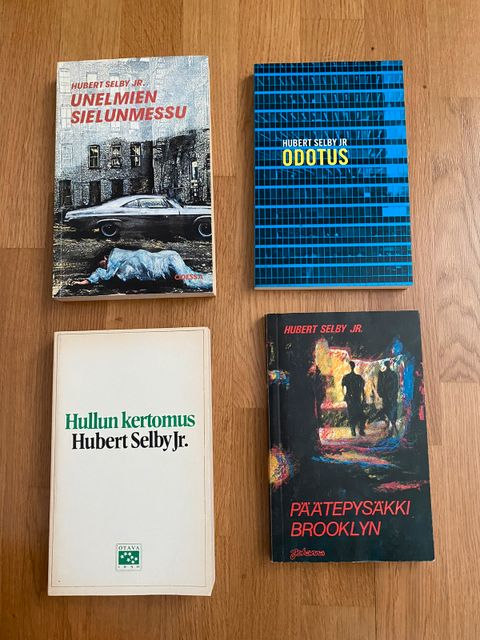 HUBERT SELBY JR.
UNELMIEN
SIELUNMESSU
ODESSA
HUBERT SELBY JR
ODOTUS
Hullun kertomus
Hubert Selby Jr.
OTAVA
1890
HUBERT SELBY JR.
PÄÄTEPYSÄKKI
BROOKLYN